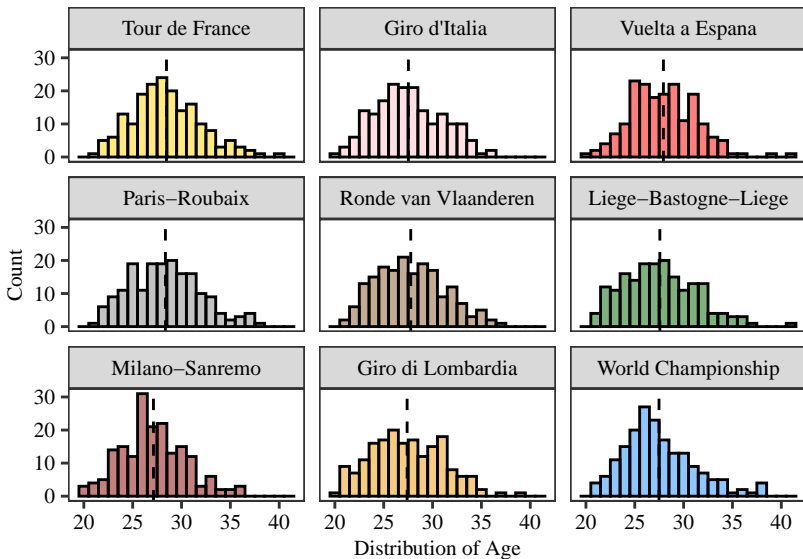 Tour de France
Giro d'Italia
Vuelta a Espana
30
20
10
0
Paris−Roubaix
Ronde van Vlaanderen
Liege−Bastogne−Liege
30
20
10
0
Count
Milano−Sanremo
Giro di Lombardia
World Championship
30
20
10
0
20 25 30 35 40
20 25 30 35 40
20 25 30 35 40
Distribution of Age